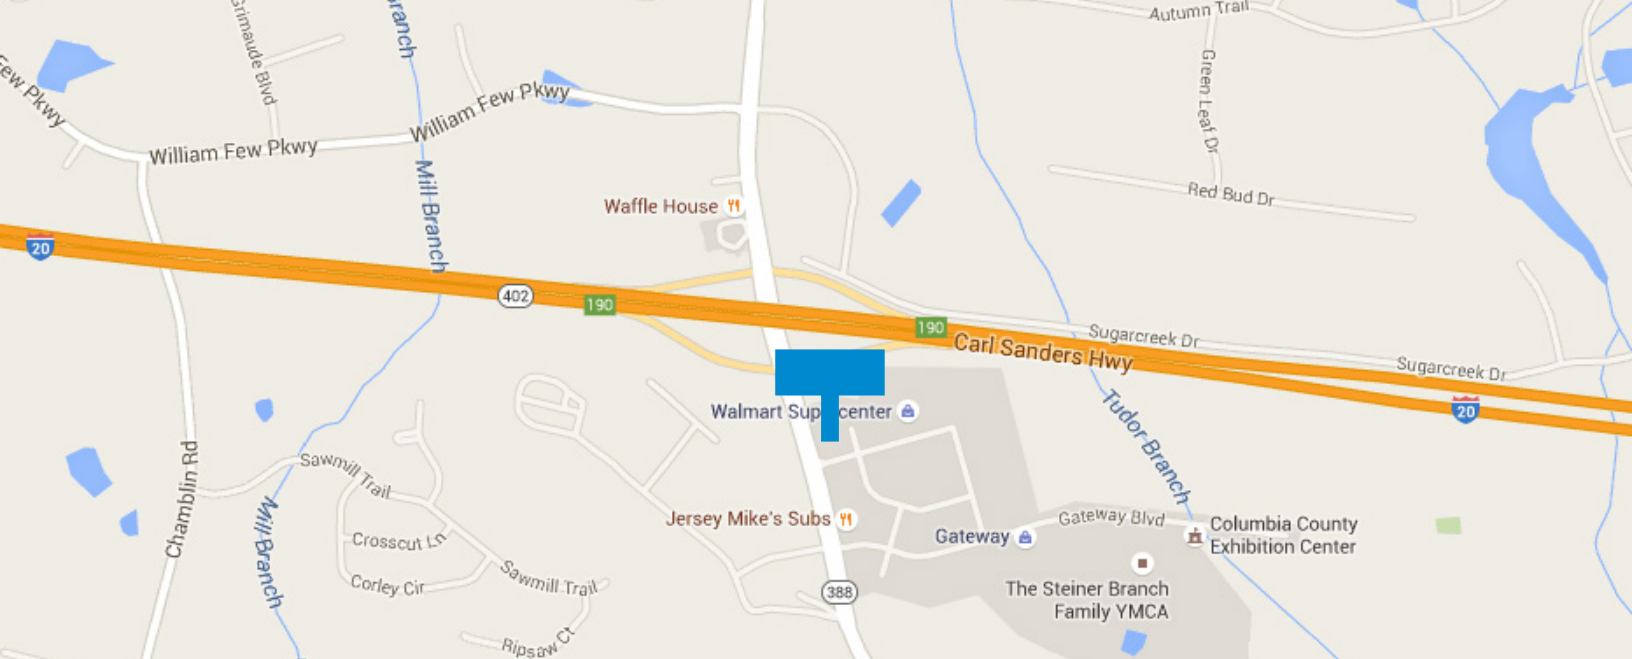 Branch
Grimaude Blvd
Autumn Trail
Few Pkwy
William Few Pkwy
William Few Pkwy
Green Leaf Dr
Mill Branch
Red Bud Dr
Waffle House
20
402
190
190
Sugarcreek Dr
Carl Sanders Hwy
Sugarcreek Dr
20
Walmart
Tudor Branch
Chamblin Rd
Sawmill Trail
Mill Branch
Jersey Mike's Subs
Gateway Blvd
Gateway
Columbia County
Exhibition Center
Crosscut Ln
Corley Cir
Sawmill Trail
388
The Steiner Branch
Family YMCA
Ripsaw Ct